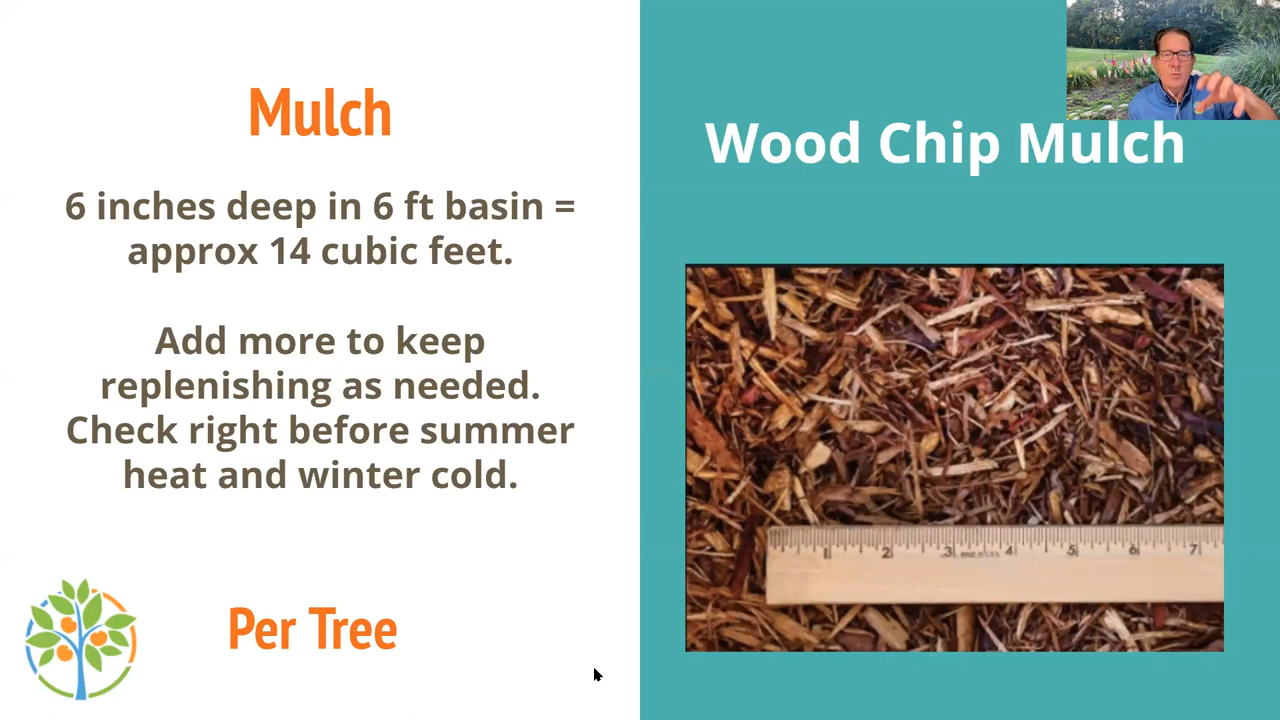 Mulch
6 inches deep in 6 ft basin =
approx 14 cubic feet.
Add more to keep
replenishing as needed.
Check right before summer
heat and winter cold.
Per Tree
Wood Chip Mulch
1 2 3 4 5 6 7